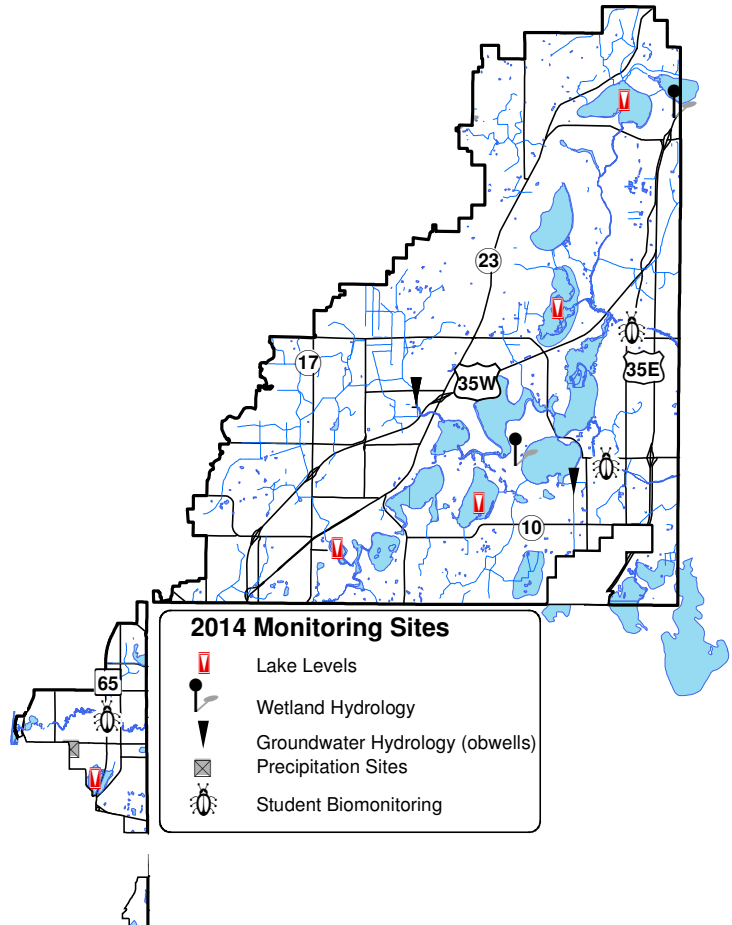 23
35W
35E
17
10
65
2014 Monitoring Sites
Lake Levels
Wetland Hydrology
Groundwater Hydrology (obwells)
Precipitation Sites
Student Biomonitoring